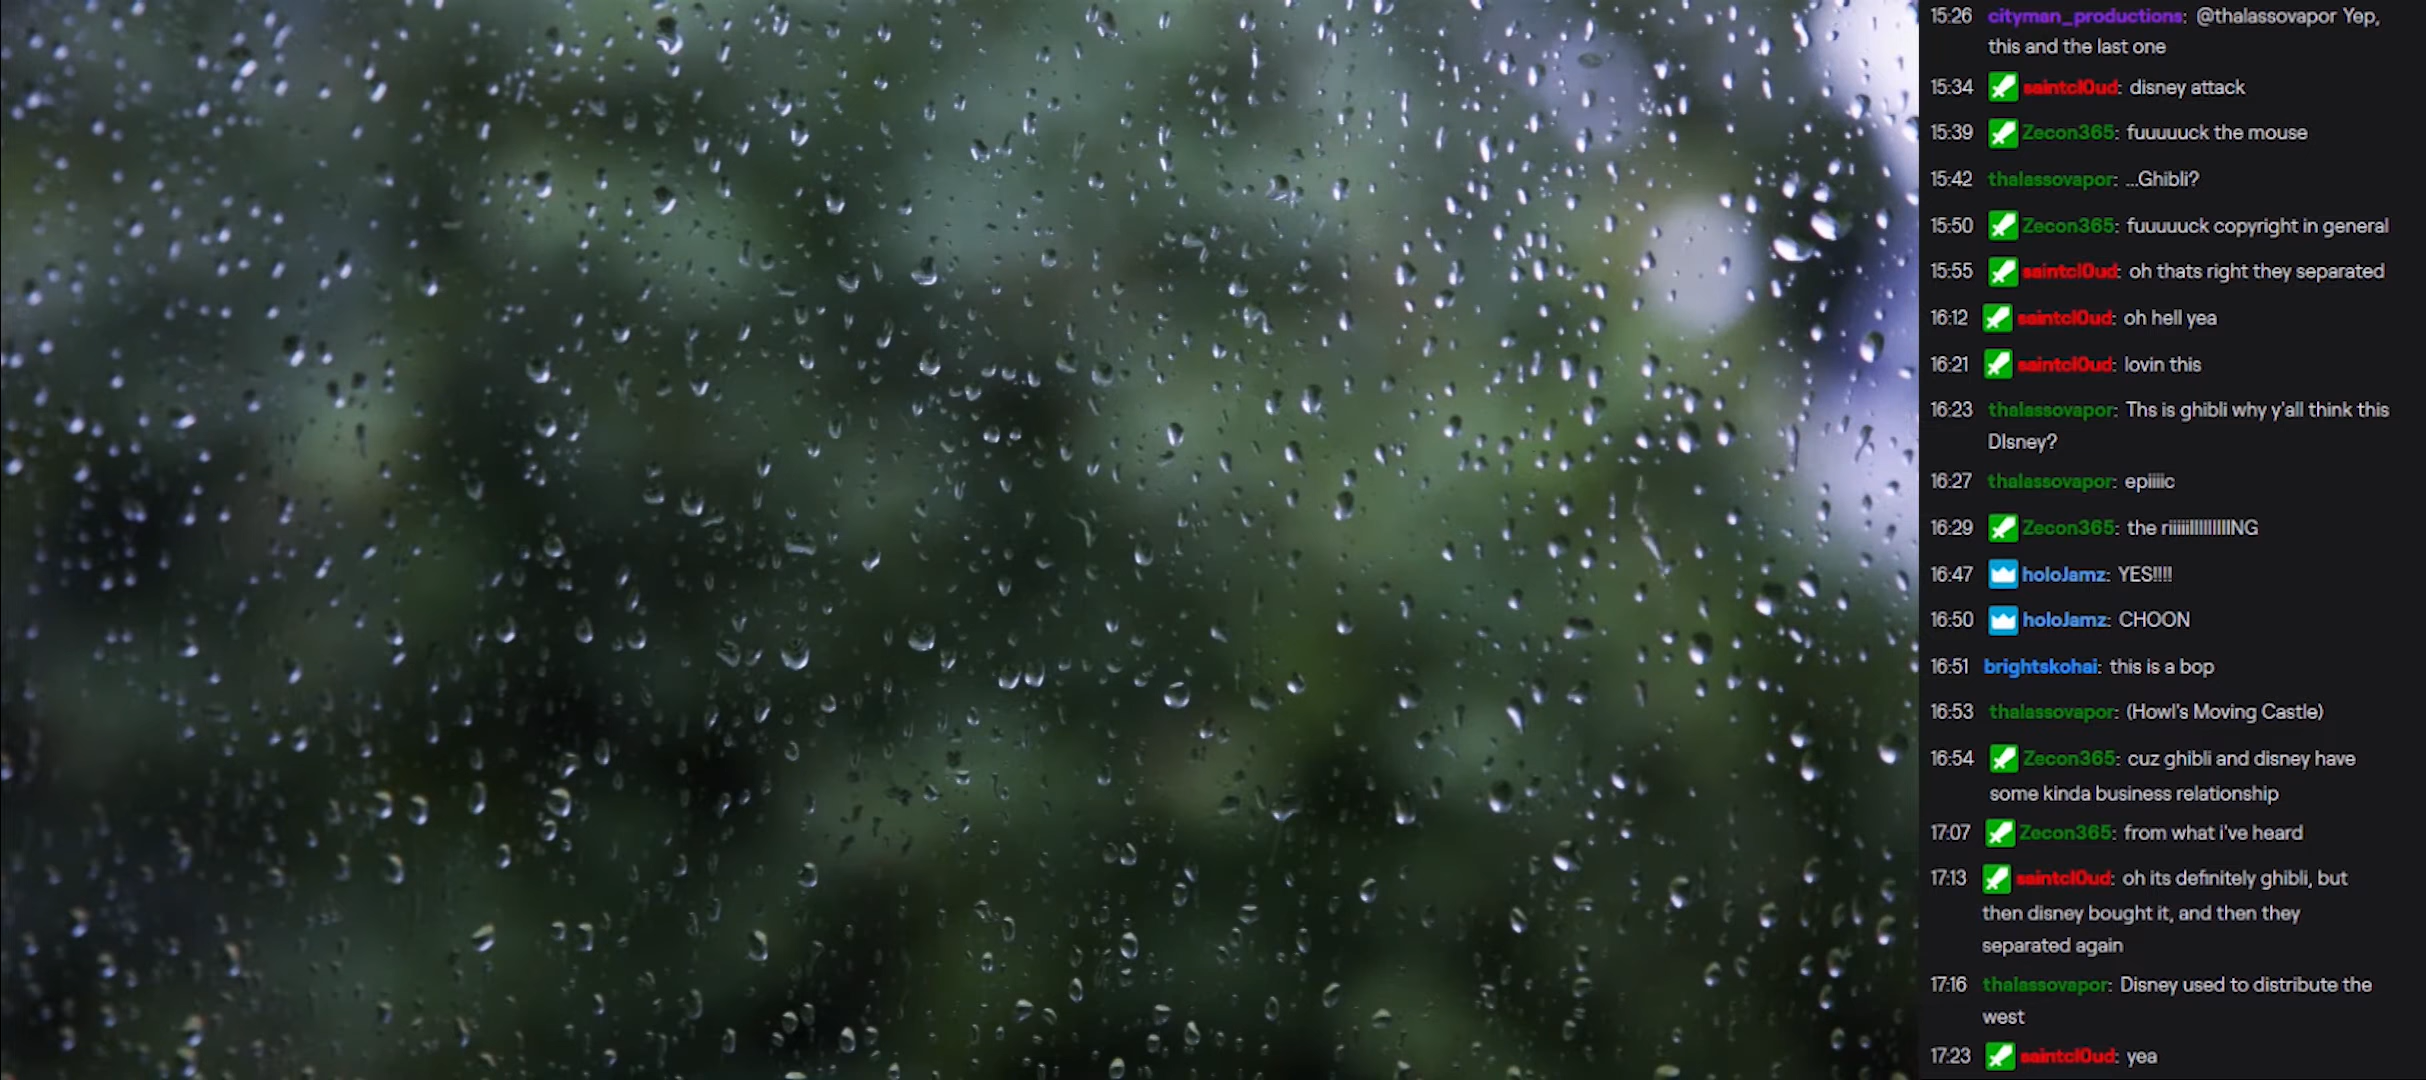 15:26 cityman_productions: @thalassovapor Yep,
this and the last one
15:34 saintcl0ud: disney attack
15:39 Zecon365: fuuuuuck the mouse
15:42 thalassovapor: ...Ghibli?
15:50 Zecon365: fuuuuuck copyright in general
15:55 saintcl0ud: oh thats right they separated
16:12 saintcl0ud: oh hell yea
16:21 saintcl0ud: lovin this
16:23 thalassovapor: Ths is ghibli why y'all think this
DIsney?
16:27 thalassovapor: epiiiic
16:29 Zecon365: the riiiiiIIIIIIIIING
16:47 holoJamz: YES!!!!
16:50 holoJamz: CHOON
16:51 brightskohai: this is a bop
16:53 thalassovapor: (Howl's Moving Castle)
16:54 Zecon365: cuz ghibli and disney have
some kinda business relationship
17:07 Zecon365: from what i've heard
17:13 saintcl0ud: oh its definitely ghibli, but
then disney bought it, and then they
separated again
17:16 thalassovapor: Disney used to distribute the
west
17:23 saintcl0ud: yea